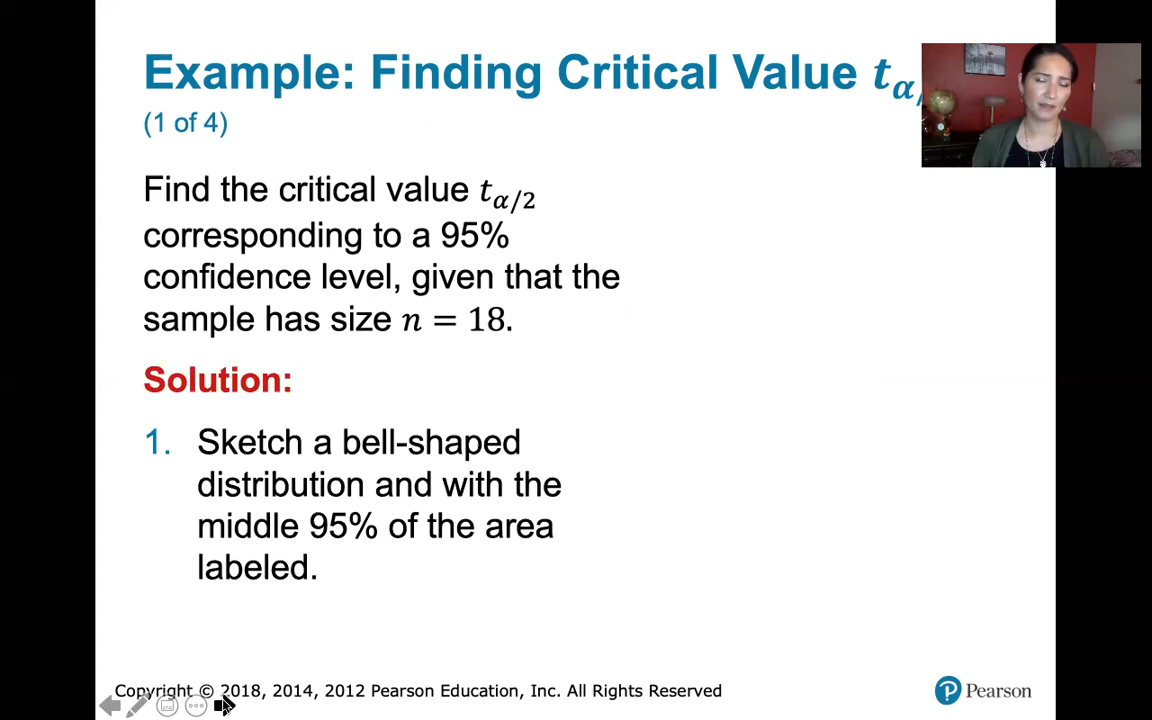 Example: Finding Critical Value tα/
(1 of 4)
Find the critical value tα/2
corresponding to a 95%
confidence level, given that the
sample has size n = 18.
Solution:
1. Sketch a bell-shaped
distribution and with the
middle 95% of the area
labeled.
Copyright © 2018, 2014, 2012 Pearson Education, Inc. All Rights Reserved
Pearson